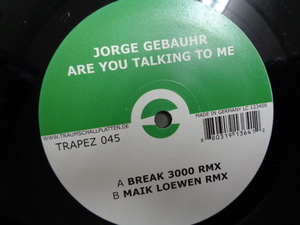 JORGE GEBAUHR
ARE YOU TALKING TO ME
WWW.TRAUMSCHALLPLATTEN.DE
MADE IN GERMANY LC 123456
TRAPEZ 045
A BREAK 3000 RMX
B MAIK LOEWEN RMX